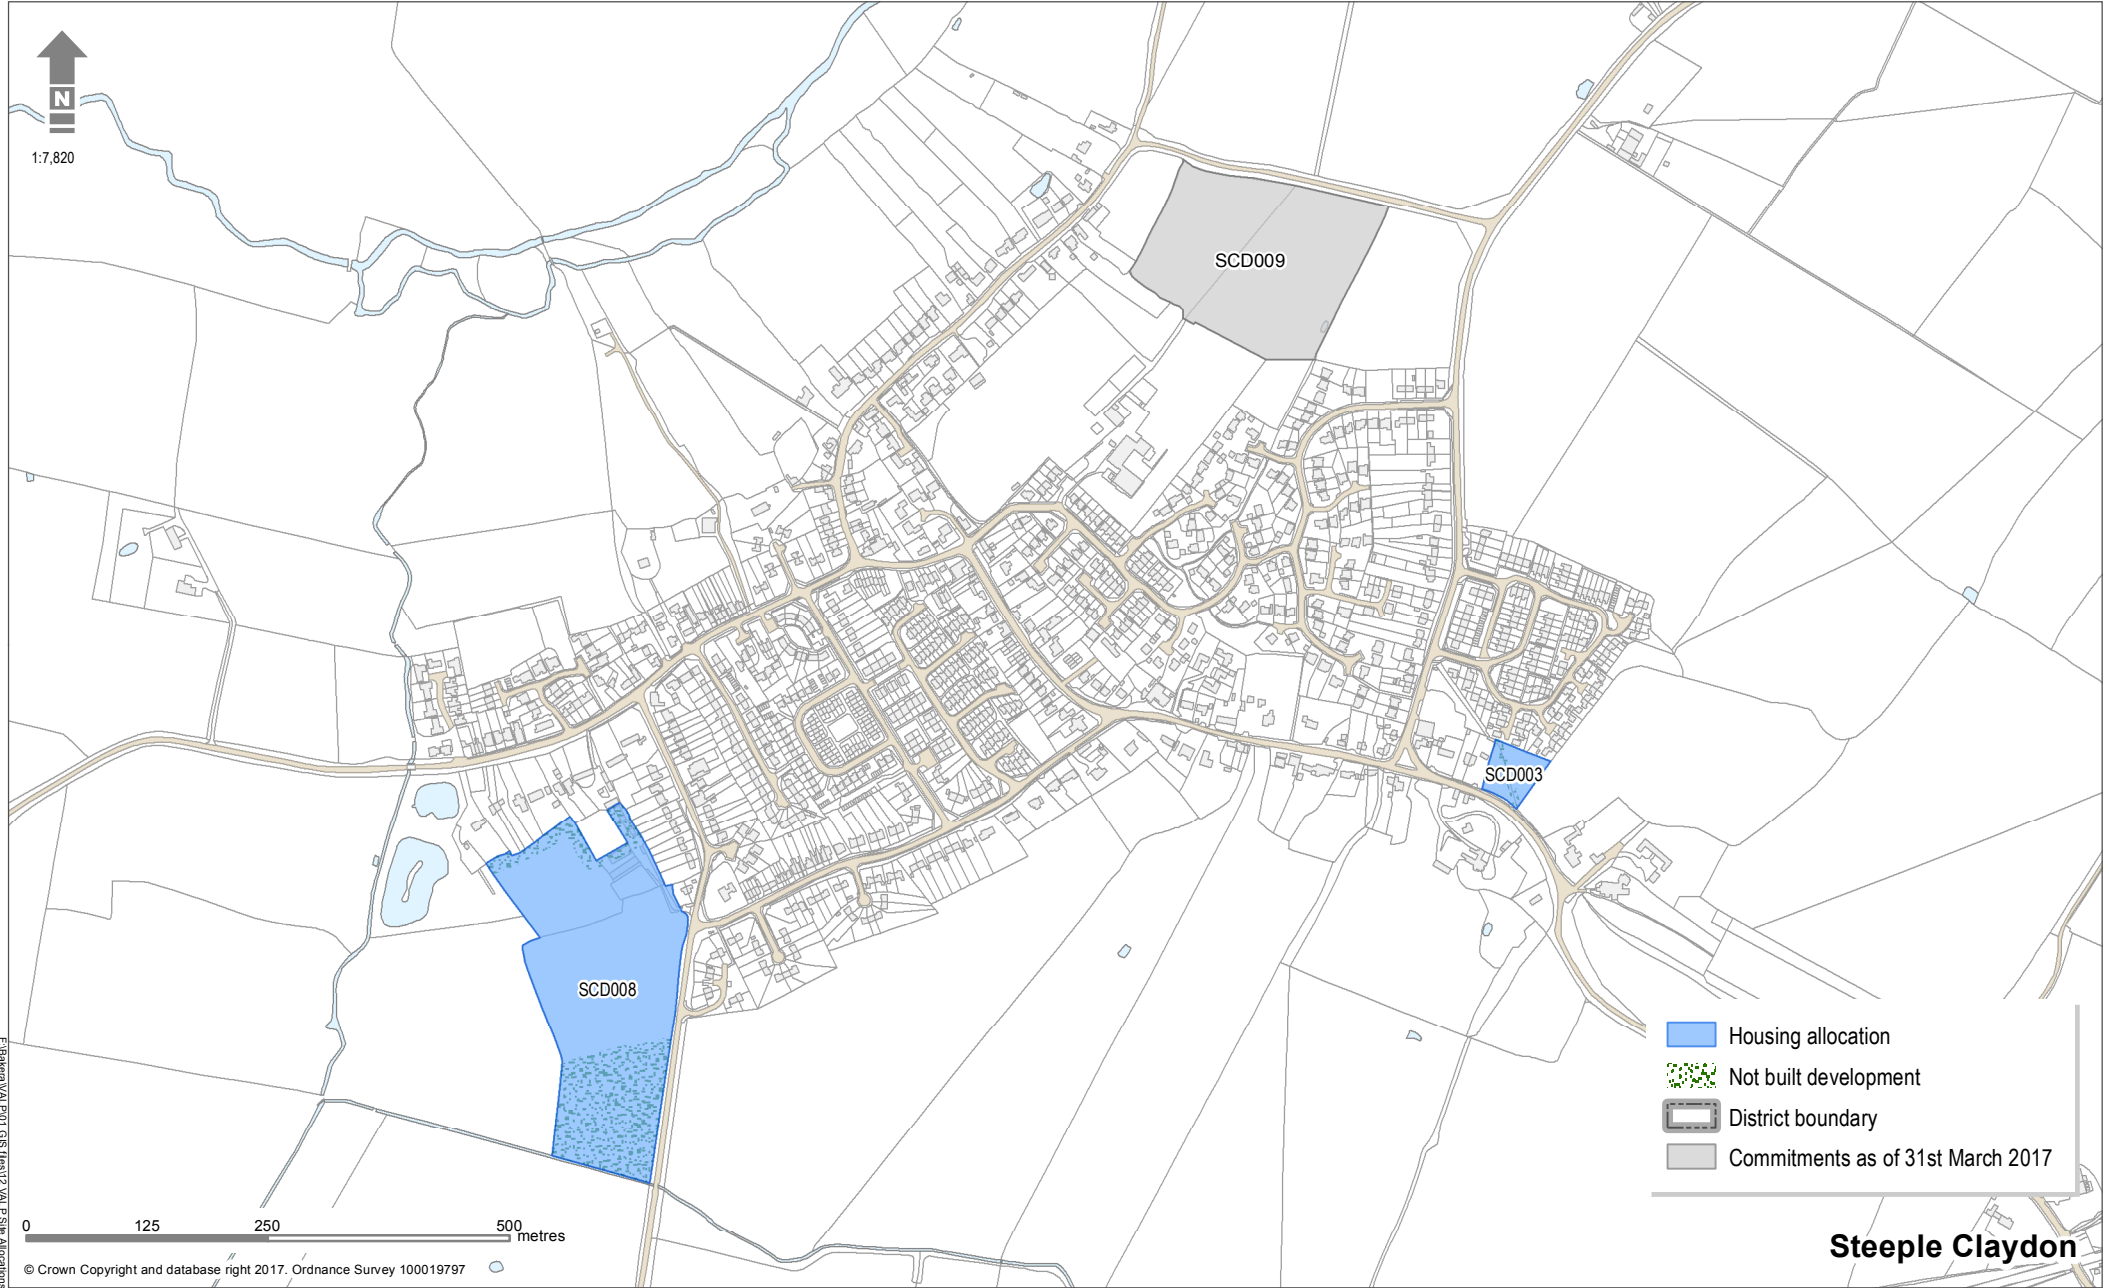 N
1:7,820
SCD009
SCD003
SCD008
Housing allocation
Not built development
District boundary
Commitments as of 31st March 2017
0 125 250 500
metres
Steeple Claydon
© Crown Copyright and database right 2017. Ordnance Survey 100019797